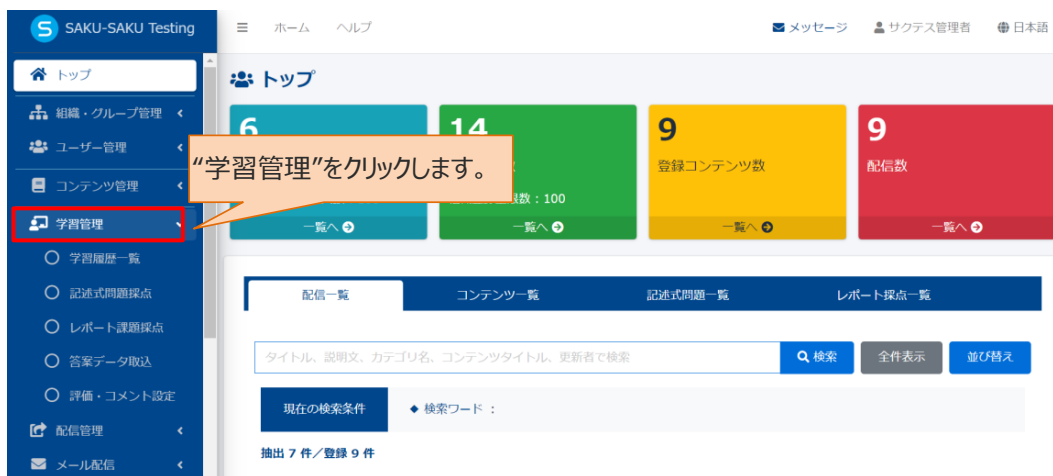 SAKU-SAKU Testing
ホーム ヘルプ
メッセージ サクテス管理者 日本語
トップ
組織・グループ管理
ユーザー管理
コンテンツ管理
学習管理
学習履歴一覧
記述式問題採点
レポート課題採点
答案データ取込
評価・コメント設定
配信管理
メール配信
トップ
6
14
限数：100
9
登録コンテンツ数
9
配信数
一覧へ 一覧へ 一覧へ 一覧へ
“学習管理”をクリックします。
配信一覧 コンテンツ一覧 記述式問題一覧 レポート採点一覧
タイトル、説明文、カテゴリ名、コンテンツタイトル、更新者で検索 検索 全件表示 並び替え
現在の検索条件 ◆ 検索ワード ：
抽出 7 件／登録 9 件